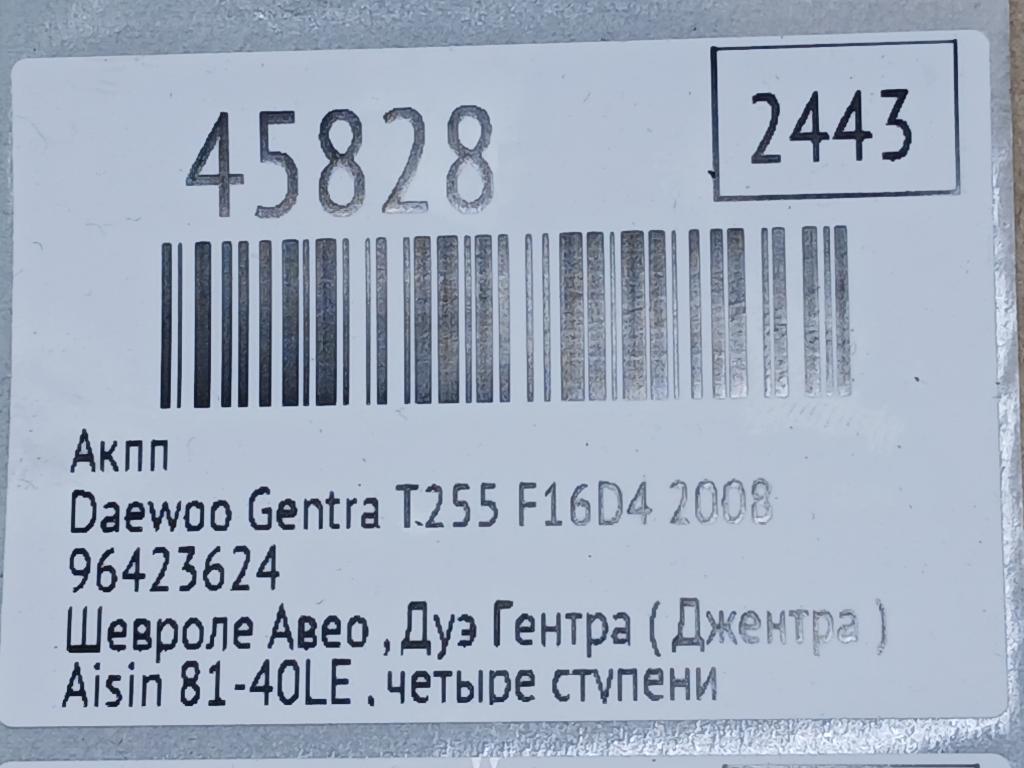 2443
45828
Акпп
Daewoo Gentra T255 F16D4 2008
96423624
Шевроле Авео , Дуэ Гентра ( Джентра )
Aisin 81-40LE , четыре ступени